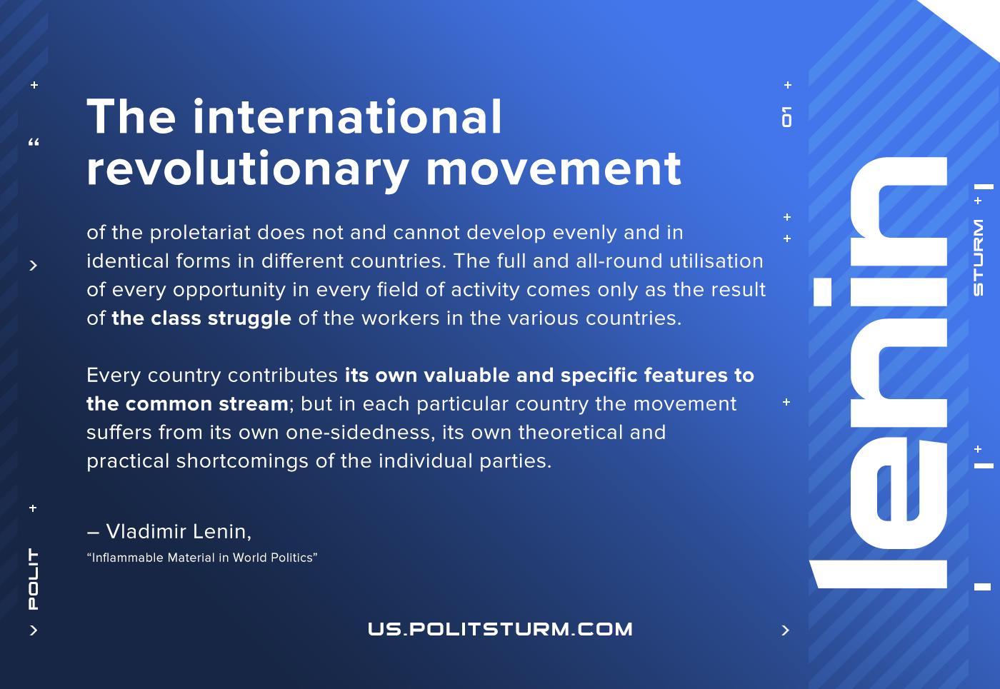 The international
revolutionary movement
of the proletariat does not and cannot develop evenly and in
identical forms in different countries. The full and all-round utilisation
of every opportunity in every field of activity comes only as the result
of the class struggle of the workers in the various countries.
Every country contributes its own valuable and specific features to
the common stream; but in each particular country the movement
suffers from its own one-sidedness, its own theoretical and
practical shortcomings of the individual parties.
– Vladimir Lenin,
“Inflammable Material in World Politics”
US.POLITSTURM.COM
“
POLIT
01
lenin
STURM